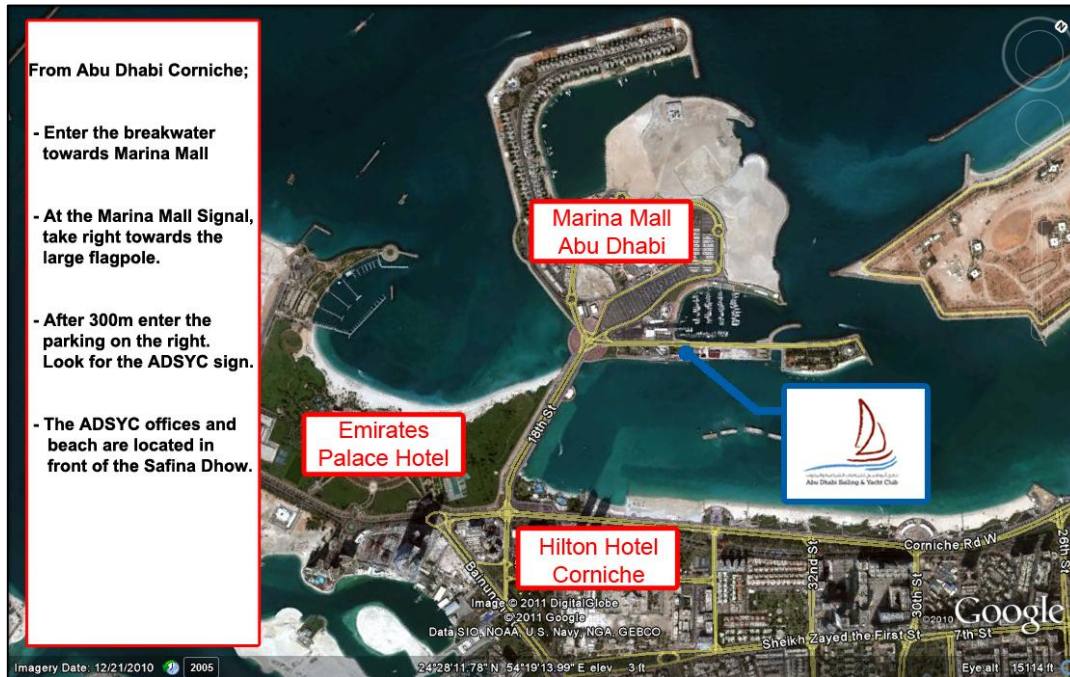 From Abu Dhabi Corniche;
- Enter the breakwater
towards Marina Mall
- At the Marina Mall Signal,
take right towards the
large flagpole.
- After 300m enter the
parking on the right.
Look for the ADSYC sign.
- The ADSYC offices and
beach are located in
front of the Safina Dhow.
N
Marina Mall
Abu Dhabi
18th St
Emirates
Palace Hotel
Abu Dhabi Sailing & Yacht Club
Hilton Hotel
Corniche
32nd St
Corniche Rd W
30th St
26th St
Image © 2011 DigitalGlobe
© 2011 Google
Data SIO, NOAA, U.S. Navy, NGA, GEBCO
©2010 Google
Sheikh Zayed the First St
7th St
Imagery Date: 12/21/2010
2005
24°28'11.78" N 54°19'13.99" E elev 3 ft
Eye alt 15114 ft